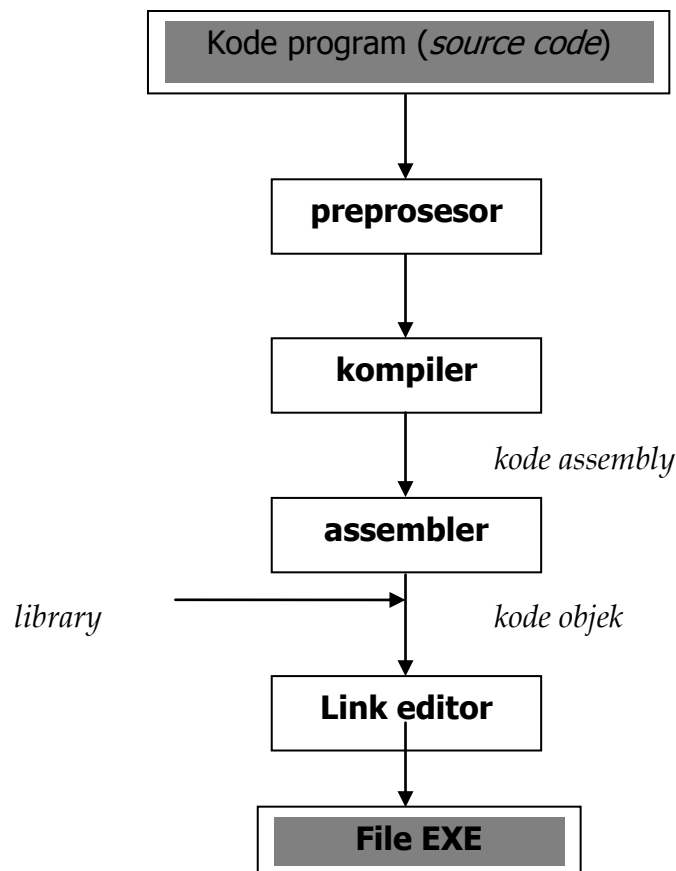 Kode program (source code)
preprosesor
kompiler
kode assembly
assembler
library
kode objek
Link editor
File EXE